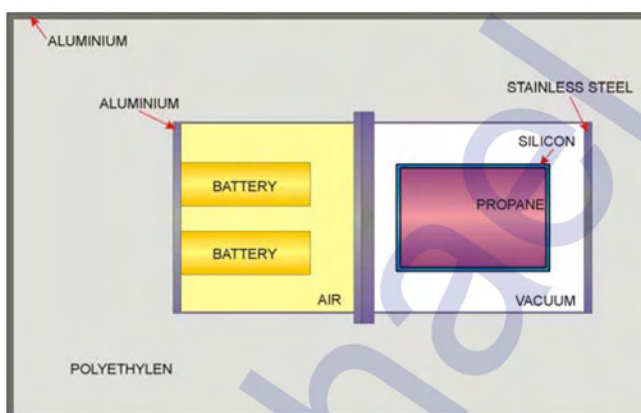 ALUMINIUM
ALUMINIUM
STAINLESS STEEL
SILICON
BATTERY
PROPANE
BATTERY
AIR
VACUUM
POLYETHYLEN